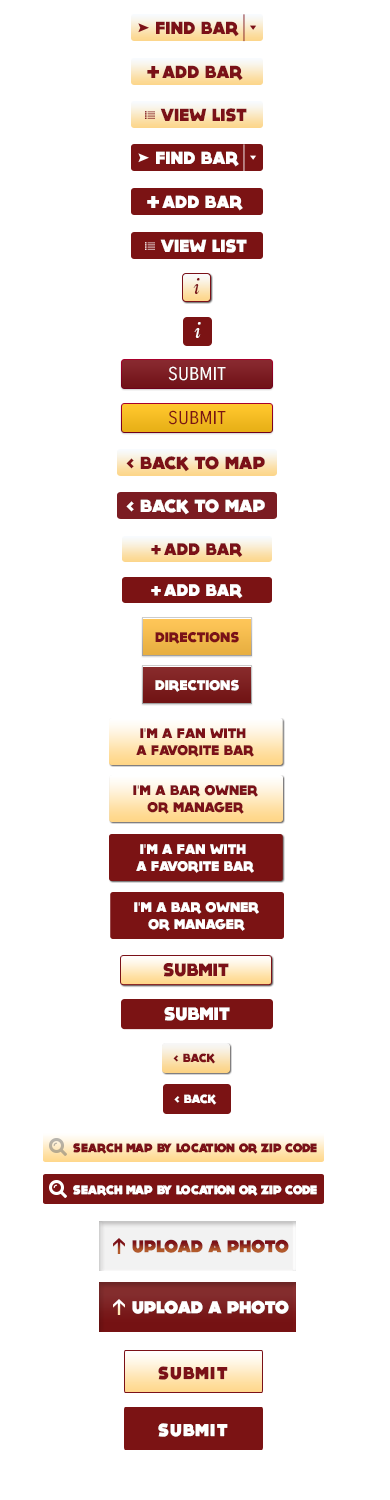 FIND BAR
+ ADD BAR
VIEW LIST
FIND BAR
+ ADD BAR
VIEW LIST
i
i
SUBMIT
SUBMIT
< BACK TO MAP
< BACK TO MAP
+ ADD BAR
+ ADD BAR
DIRECTIONS
DIRECTIONS
I'M A FAN WITH
A FAVORITE BAR
I'M A BAR OWNER
OR MANAGER
I'M A FAN WITH
A FAVORITE BAR
I'M A BAR OWNER
OR MANAGER
SUBMIT
SUBMIT
< BACK
< BACK
SEARCH MAP BY LOCATION OR ZIP CODE
SEARCH MAP BY LOCATION OR ZIP CODE
↑ UPLOAD A PHOTO
↑ UPLOAD A PHOTO
SUBMIT
SUBMIT